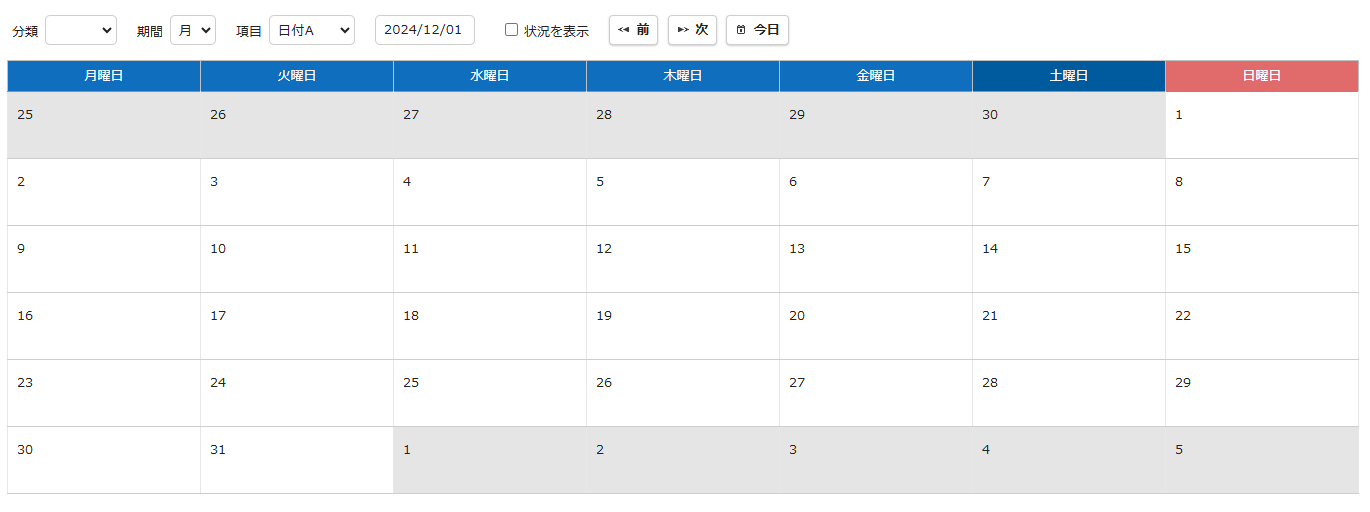 分類 期間 月 項目 日付A 2024/12/01 状況を表示 前 次 今日
月曜日 火曜日 水曜日 木曜日 金曜日 土曜日 日曜日
25 26 27 28 29 30 1
2 3 4 5 6 7 8
9 10 11 12 13 14 15
16 17 18 19 20 21 22
23 24 25 26 27 28 29
30 31 1 2 3 4 5